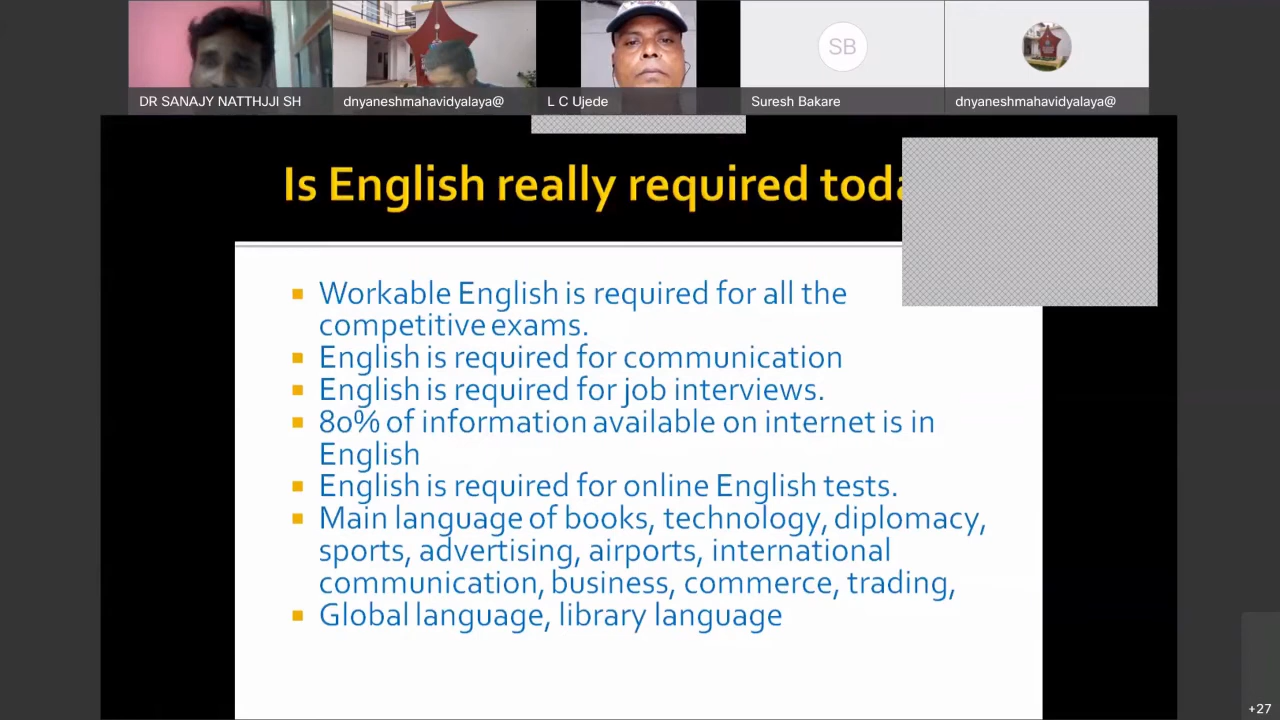 DR SANAJY NATTHJJI SH
dnyaneshmahavidyalaya@
L C Ujede
SB
Suresh Bakare
dnyaneshmahavidyalaya@
Is English really required
Workable English is required for all the
competitive exams.
English is required for communication
English is required for job interviews.
80% of information available on internet is in
English
English is required for online English tests.
Main language of books, technology, diplomacy,
sports, advertising, airports, international
communication, business, commerce, trading,
Global language, library language
+27